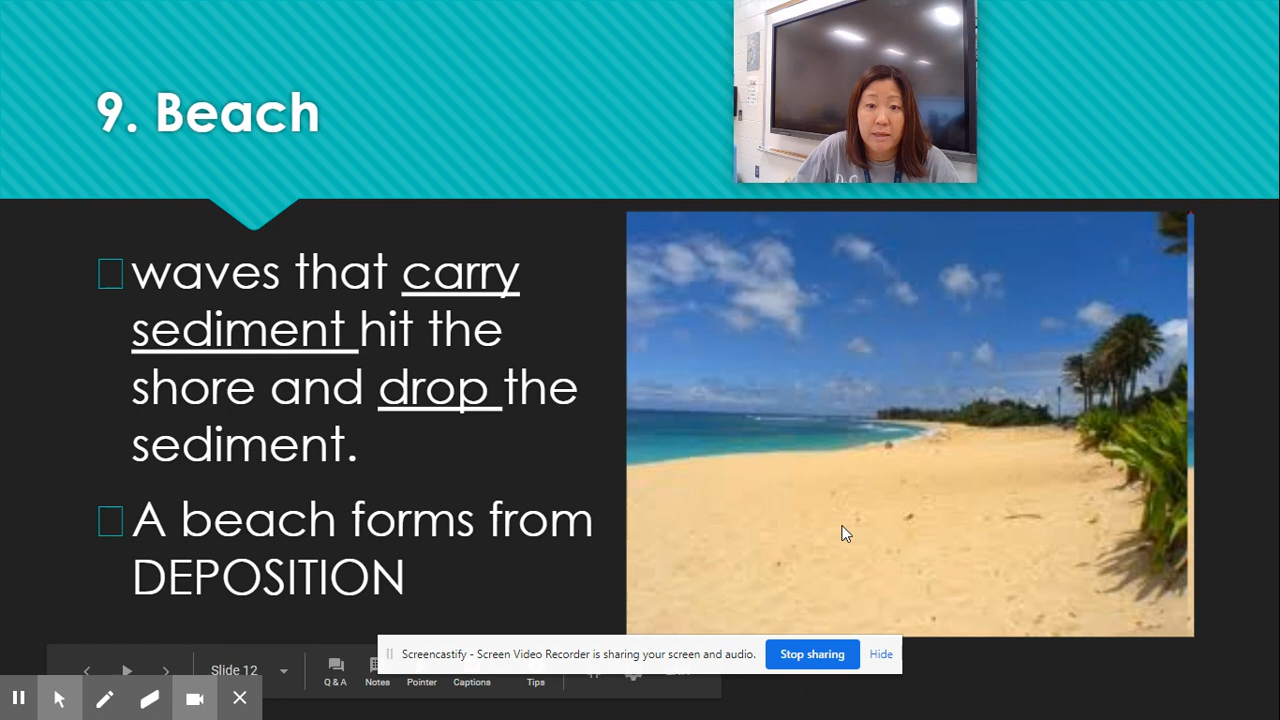 9. Beach
waves that carry
sediment hit the
shore and drop the
sediment.
A beach forms from
DEPOSITION
Screencastify - Screen Video Recorder is sharing your screen and audio.
Stop sharing
Hide
Slide 12
Q & A
Notes
Pointer
Captions
Tips